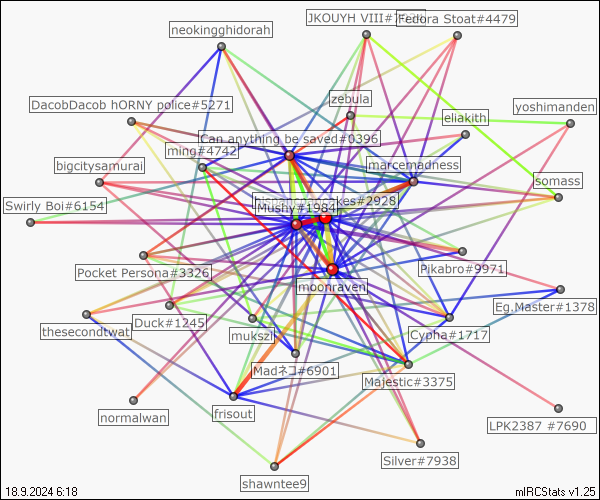 JKOUYH VIII#7
Fedora Stoat#4479
neokingghidorah
DacobDacob hORNY police#5271
zebula
yoshimanden
eliakith
Can anything be saved#0396
ming#4742
bigcitysamurai
marcemadness
somass
Swirly Boi#6154
kes#2928
Mushy#1984
Pikabro#9971
Pocket Persona#3326
moonraven
Eg.Master#1378
Duck#1245
thesecondtwat
mukszi
Cypha#1717
Madネコ#6901
Majestic#3375
normalwan
frisout
LPK2387 #7690
Silver#7938
shawntee9
18.9.2024 6:18
mIRCStats v1.25